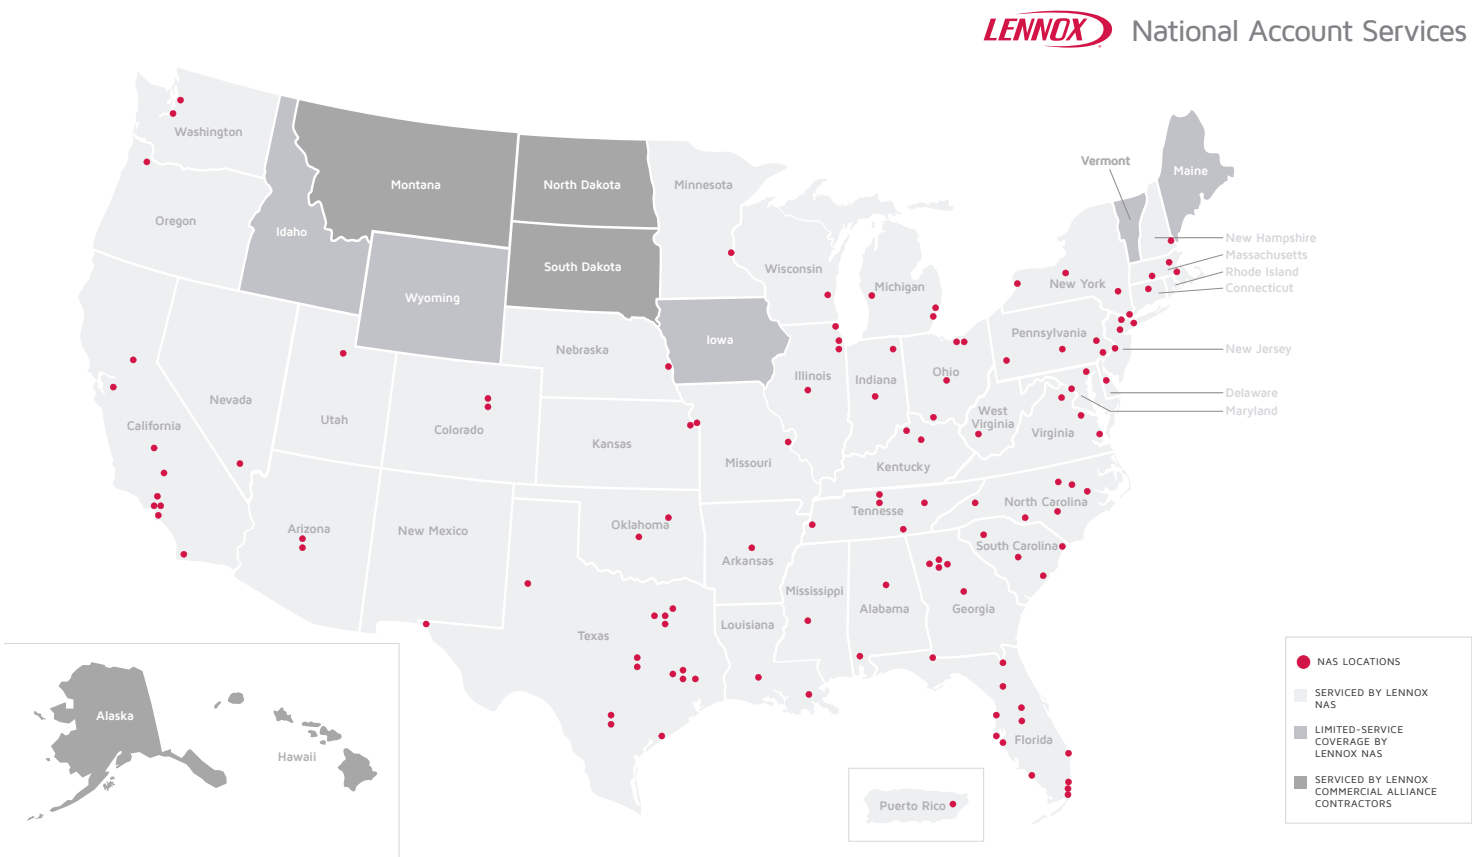 LENNOX National Account Services
Washington
Montana
North Dakota
Minnesota
Vermont
Maine
Oregon
Idaho
South Dakota
Wisconsin
Michigan
New York
New Hampshire
Massachusetts
Rhode Island
Connecticut
Wyoming
Nebraska
Iowa
Pennsylvania
New Jersey
Illinois
Indiana
Ohio
Delaware
Maryland
Nevada
Utah
Colorado
Kansas
Missouri
West
Virginia
Virginia
Kentucky
California
Arizona
New Mexico
Oklahoma
Arkansas
Tennesse
North Carolina
South Carolina
Mississippi
Alabama
Georgia
Texas
Louisiana
Florida
Alaska
Hawaii
Puerto Rico
NAS LOCATIONS
SERVICED BY LENNOX
NAS
LIMITED-SERVICE
COVERAGE BY
LENNOX NAS
SERVICED BY LENNOX
COMMERCIAL ALLIANCE
CONTRACTORS